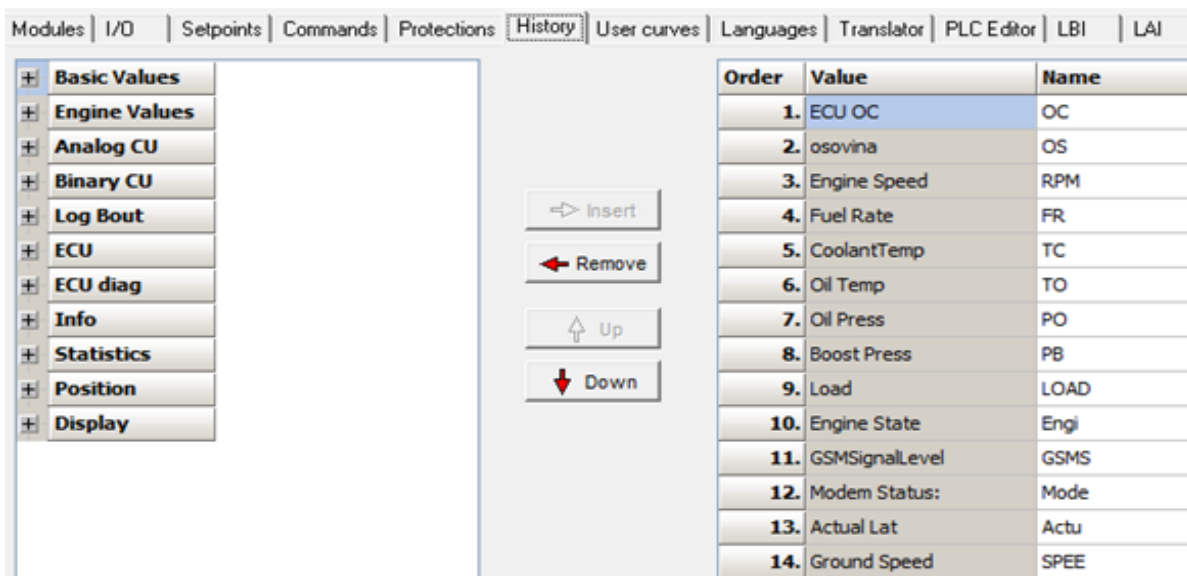 Modules I/O Setpoints Commands Protections History User curves Languages Translator PLC Editor LBI LAI
Basic Values
Engine Values
Analog CU
Binary CU
Log Bout
ECU
ECU diag
Info
Statistics
Position
Display
Insert
Remove
Up
Down
Order Value Name
1. ECU OC OC
2. osovina OS
3. Engine Speed RPM
4. Fuel Rate FR
5. CoolantTemp TC
6. Oil Temp TO
7. Oil Press PO
8. Boost Press PB
9. Load LOAD
10. Engine State Engi
11. GSMSignalLevel GSMS
12. Modem Status: Mode
13. Actual Lat Actu
14. Ground Speed SPEE